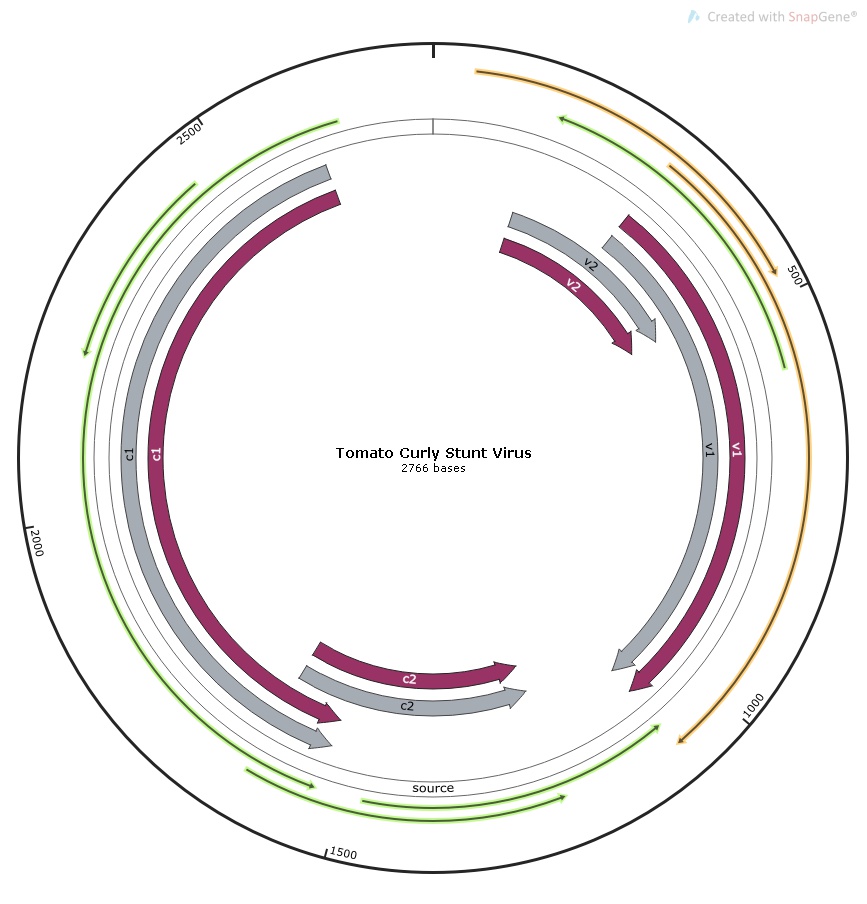 Created with SnapGene®
2500
500
v2
v2
v1
v1
c1
c1
Tomato Curly Stunt Virus
2766 bases
2000
c2
c2
1000
source
1500